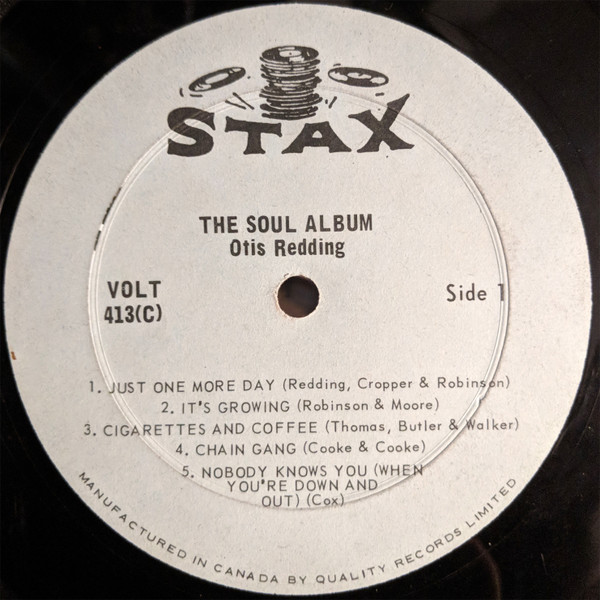 STAX
THE SOUL ALBUM
Otis Redding
VOLT
413(C)
Side 1
1. JUST ONE MORE DAY (Redding, Cropper & Robinson)
2. IT'S GROWING (Robinson & Moore)
3. CIGARETTES AND COFFEE (Thomas, Butler & Walker)
4. CHAIN GANG (Cooke & Cooke)
5. NOBODY KNOWS YOU (WHEN
YOU'RE DOWN AND
OUT) (Cox)
MANUFACTURED IN CANADA BY QUALITY RECORDS LIMITED